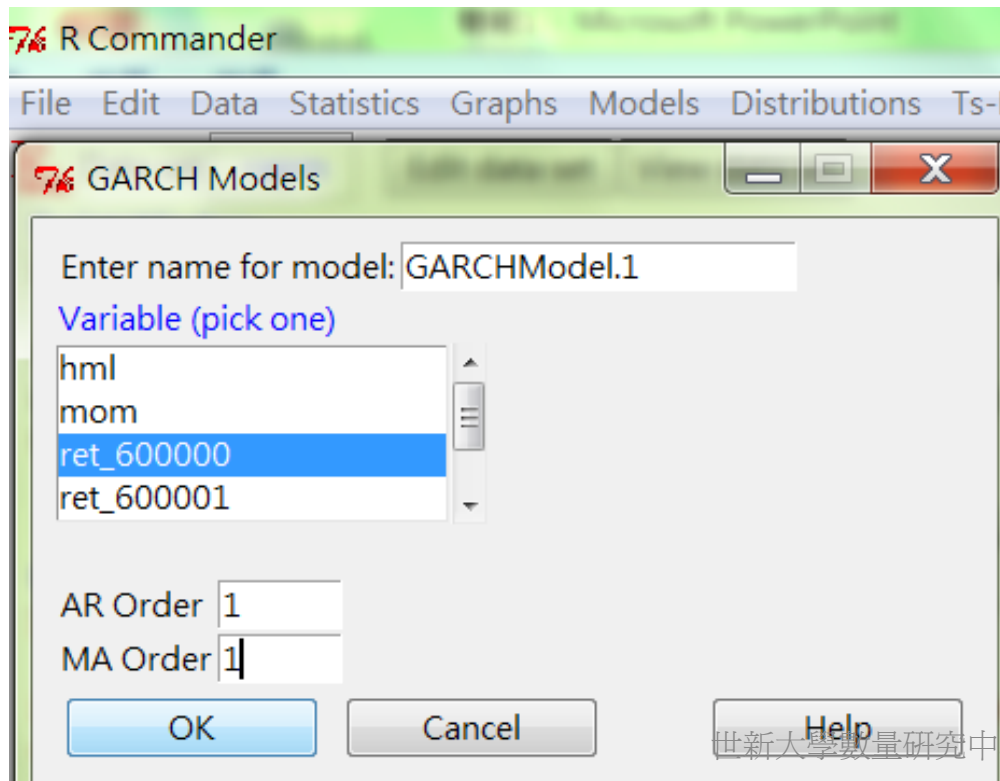 R Commander
File Edit Data Statistics Graphs Models Distributions Ts-
GARCH Models
Enter name for model: GARCHModel.1
Variable (pick one)
hml
mom
ret_600000
ret_600001
AR Order 1
MA Order 1
OK Cancel Help
世新大學數量研究中